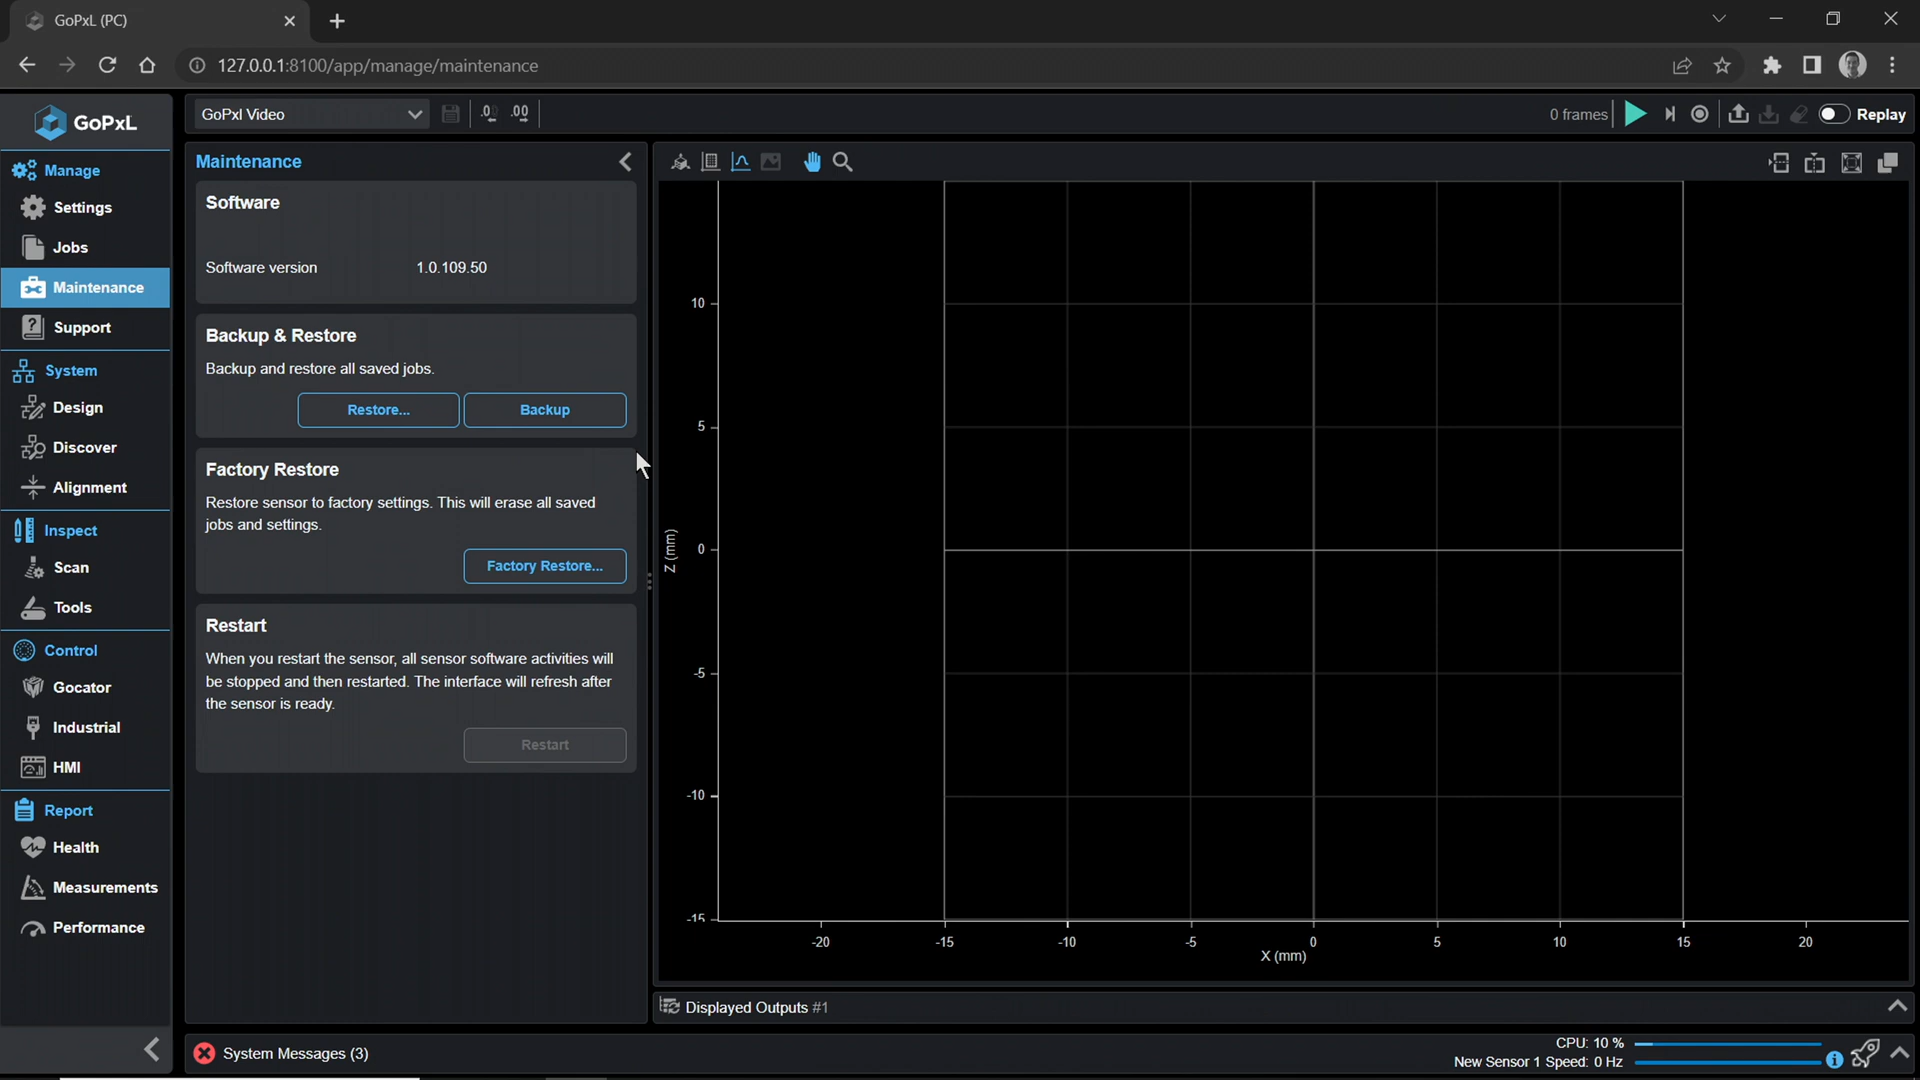 GoPxL (PC)
127.0.0.1:8100/app/manage/maintenance
GoPxL
GoPxl Video
0 frames
Replay
Manage
Settings
Jobs
Maintenance
Support
System
Design
Discover
Alignment
Inspect
Scan
Tools
Control
Gocator
Industrial
HMI
Report
Health
Measurements
Performance
Maintenance
Software
Software version 1.0.109.50
Backup & Restore
Backup and restore all saved jobs.
Restore... Backup
Factory Restore
Restore sensor to factory settings. This will erase all saved
jobs and settings.
Factory Restore...
Restart
When you restart the sensor, all sensor software activities will
be stopped and then restarted. The interface will refresh after
the sensor is ready.
Restart
10
5
0
-5
-10
-15
Z (mm)
-20 -15 -10 -5 0 5 10 15 20
X (mm)
Displayed Outputs #1
System Messages (3)
CPU: 10 %
New Sensor 1 Speed: 0 Hz